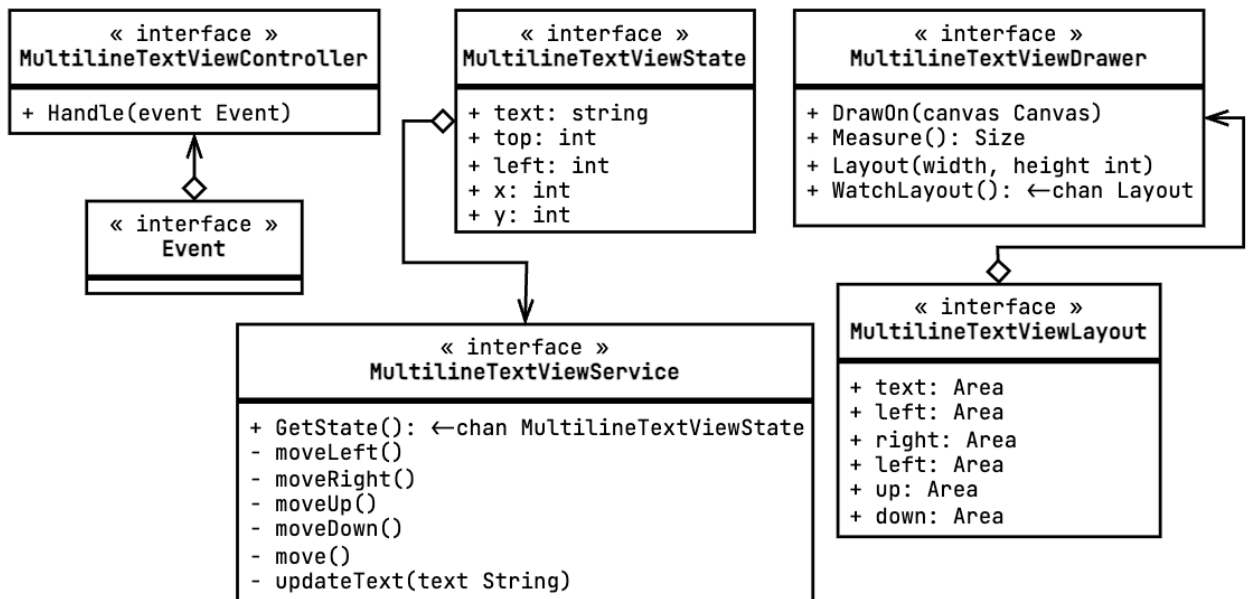 « interface »
MultilineTextViewController
+ Handle(event Event)
« interface »
Event
« interface »
MultilineTextViewState
+ text: string
+ top: int
+ left: int
+ x: int
+ y: int
« interface »
MultilineTextViewDrawer
+ DrawOn(canvas Canvas)
+ Measure(): Size
+ Layout(width, height int)
+ WatchLayout(): ←chan Layout
« interface »
MultilineTextViewService
+ GetState(): ←chan MultilineTextViewState
- moveLeft()
- moveRight()
- moveUp()
- moveDown()
- move()
- updateText(text String)
« interface »
MultilineTextViewLayout
+ text: Area
+ left: Area
+ right: Area
+ left: Area
+ up: Area
+ down: Area